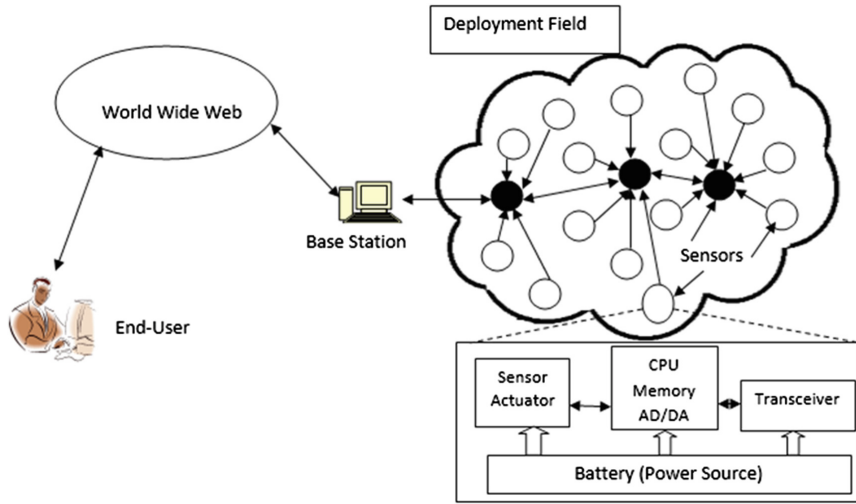 Deployment Field
World Wide Web
Base Station
Sensors
End-User
Sensor
Actuator
CPU
Memory
AD/DA
Transceiver
Battery (Power Source)